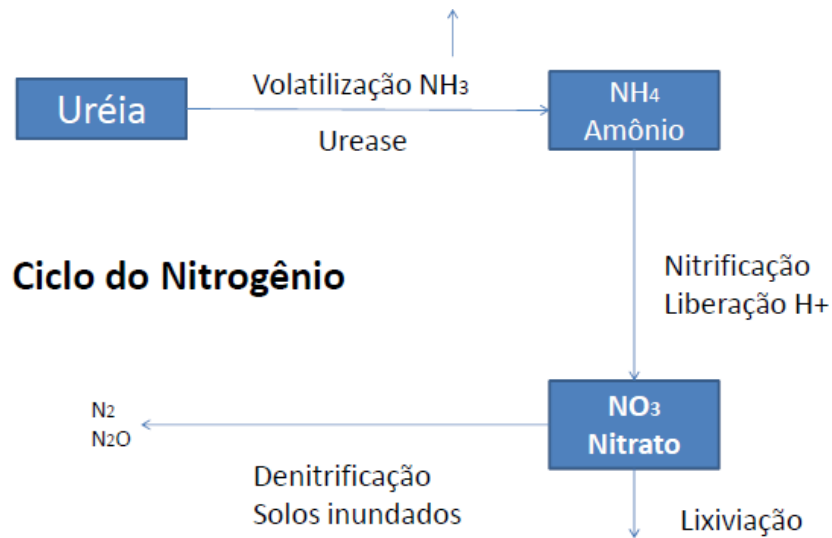 Volatilização NH3
Uréia
Urease
NH4
Amônio
Ciclo do Nitrogênio
Nitrificação
Liberação H+
NO3
Nitrato
N2
N2O
Denitrificação
Solos inundados
Lixiviação